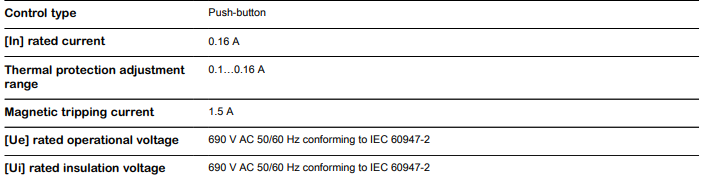 Control type Push-button
[In] rated current 0.16 A
Thermal protection adjustment 0.1...0.16 A
range
Magnetic tripping current 1.5 A
[Ue] rated operational voltage 690 V AC 50/60 Hz conforming to IEC 60947-2
[Ui] rated insulation voltage 690 V AC 50/60 Hz conforming to IEC 60947-2